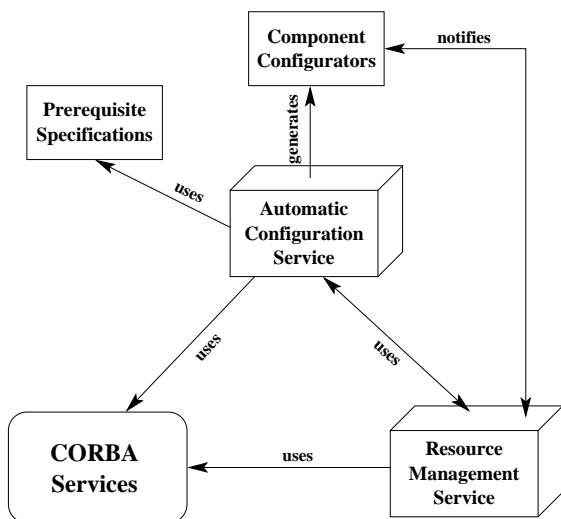 Component
Configurators
notifies
Prerequisite
Specifications
generates
uses
Automatic
Configuration
Service
uses
uses
CORBA
Services
uses
Resource
Management
Service